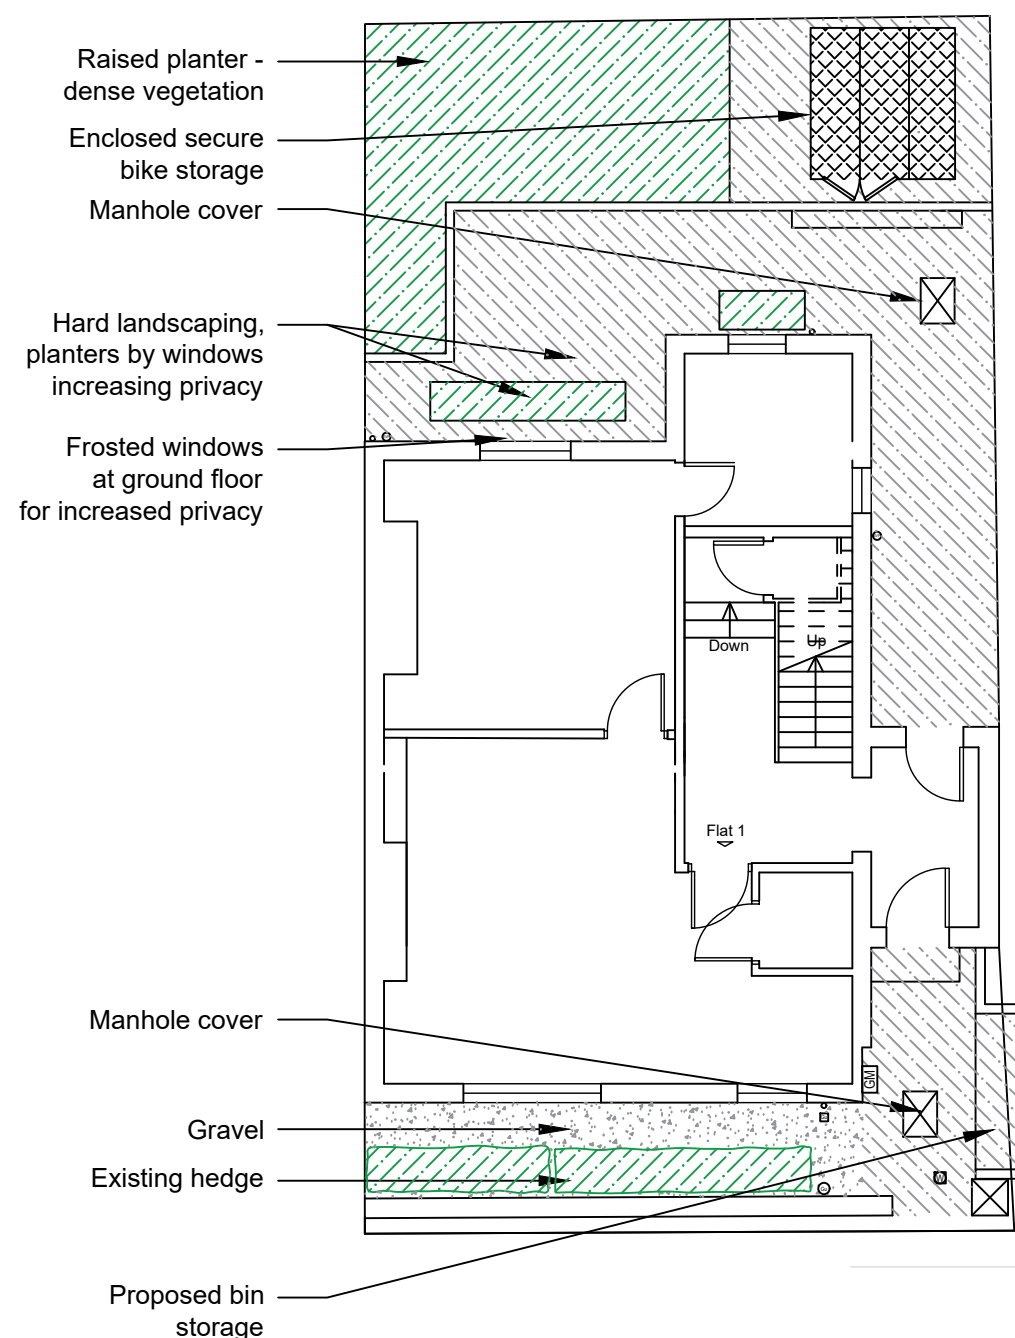 Raised planter -
dense vegetation
Enclosed secure
bike storage
Manhole cover
Hard landscaping,
planters by windows
increasing privacy
Frosted windows
at ground floor
for increased privacy
Down
Up
Flat 1
Manhole cover
GM
Gravel
Existing hedge
Proposed bin
storage